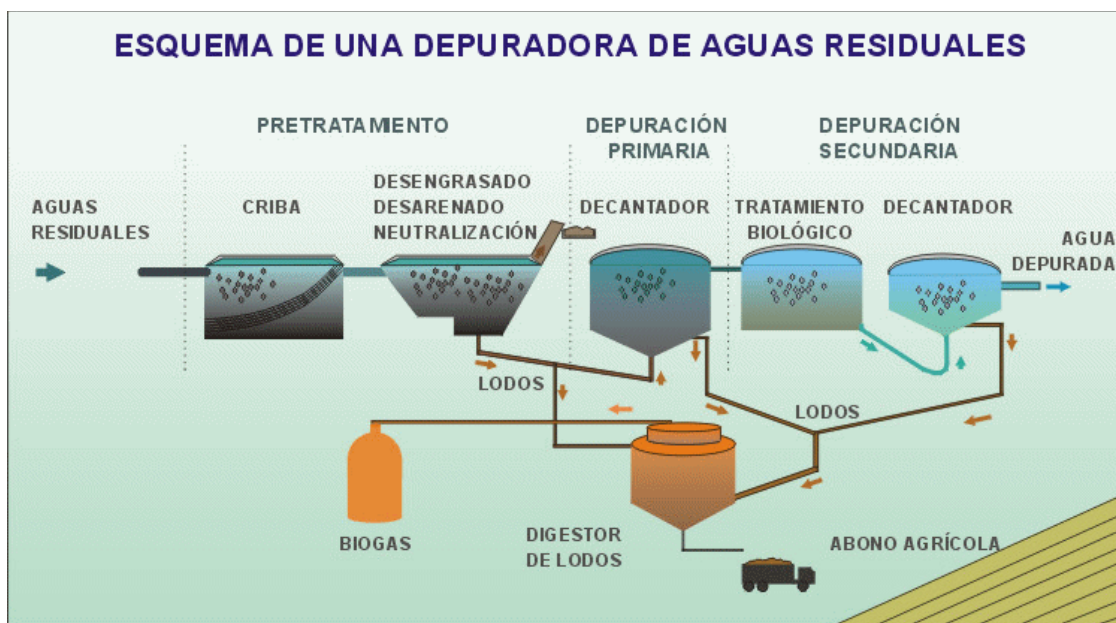 ESQUEMA DE UNA DEPURADORA DE AGUAS RESIDUALES
PRETRATAMIENTO
DEPURACIÓN
PRIMARIA
DEPURACIÓN
SECUNDARIA
AGUAS
RESIDUALES
CRIBA
DESENGRASADO
DESARENADO
NEUTRALIZACIÓN
DECANTADOR
TRATAMIENTO
BIOLÓGICO
DECANTADOR
AGUA
DEPURADA
LODOS
LODOS
BIOGAS
DIGESTOR
DE LODOS
ABONO AGRÍCOLA